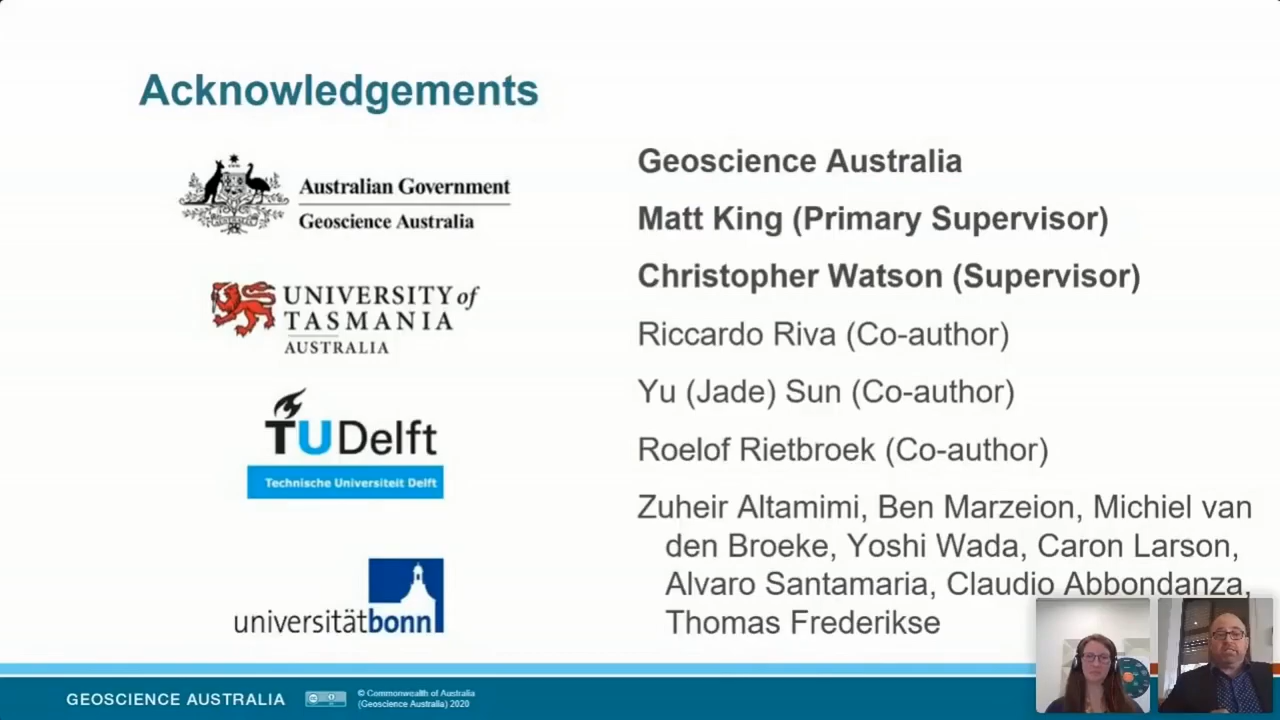 Acknowledgements
Australian Government
Geoscience Australia
UNIVERSITY of
TASMANIA
AUSTRALIA
TU Delft
Technische Universiteit Delft
universitätbonn
Geoscience Australia
Matt King (Primary Supervisor)
Christopher Watson (Supervisor)
Riccardo Riva (Co-author)
Yu (Jade) Sun (Co-author)
Roelof Rietbroek (Co-author)
Zuheir Altamimi, Ben Marzeion, Michiel van
den Broeke, Yoshi Wada, Caron Larson,
Alvaro Santamaria, Claudio Abbondanza,
Thomas Frederikse
GEOSCIENCE AUSTRALIA
© Commonwealth of Australia
(Geoscience Australia) 2020